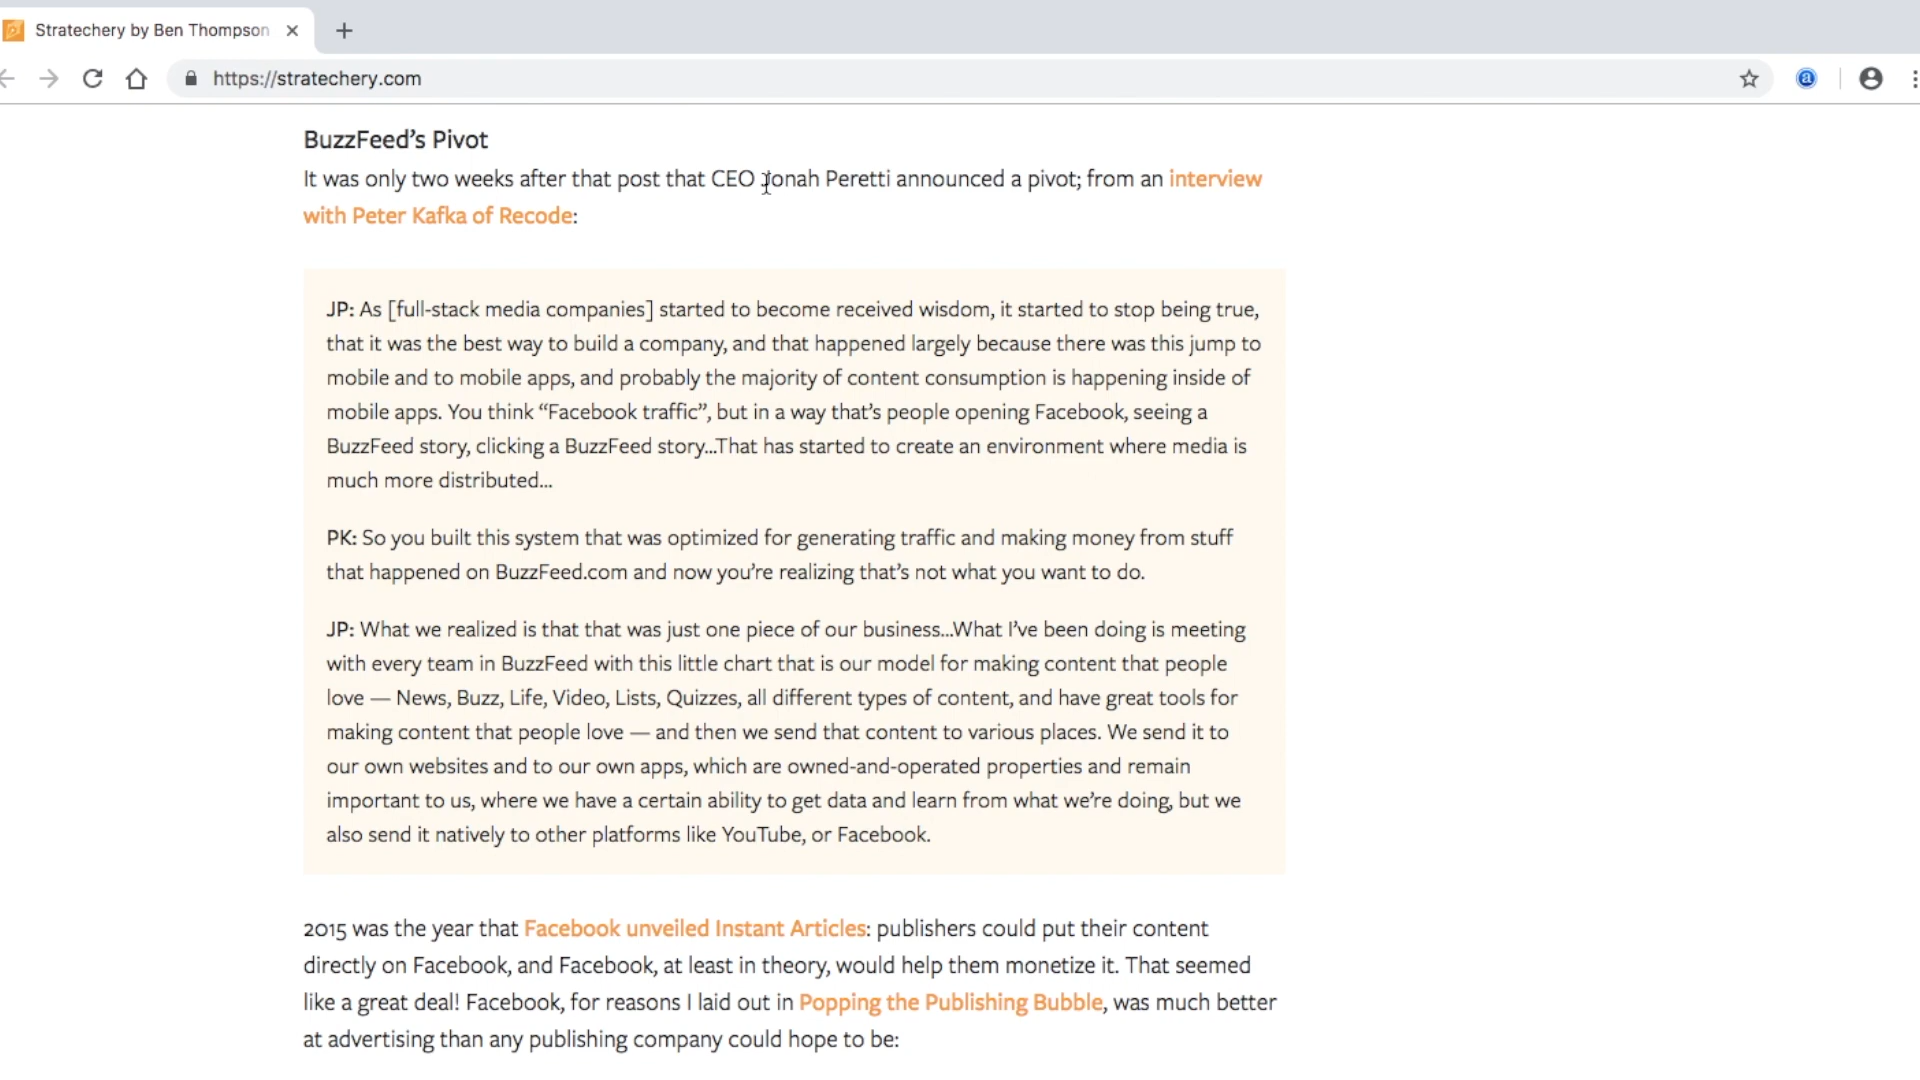 Stratechery by Ben Thompson
https://stratechery.com
BuzzFeed’s Pivot
It was only two weeks after that post that CEO Jonah Peretti announced a pivot; from an interview
with Peter Kafka of Recode:
JP: As [full-stack media companies] started to become received wisdom, it started to stop being true,
that it was the best way to build a company, and that happened largely because there was this jump to
mobile and to mobile apps, and probably the majority of content consumption is happening inside of
mobile apps. You think “Facebook traffic”, but in a way that’s people opening Facebook, seeing a
BuzzFeed story, clicking a BuzzFeed story…That has started to create an environment where media is
much more distributed…
PK: So you built this system that was optimized for generating traffic and making money from stuff
that happened on BuzzFeed.com and now you’re realizing that’s not what you want to do.
JP: What we realized is that that was just one piece of our business…What I’ve been doing is meeting
with every team in BuzzFeed with this little chart that is our model for making content that people
love — News, Buzz, Life, Video, Lists, Quizzes, all different types of content, and have great tools for
making content that people love — and then we send that content to various places. We send it to
our own websites and to our own apps, which are owned-and-operated properties and remain
important to us, where we have a certain ability to get data and learn from what we’re doing, but we
also send it natively to other platforms like YouTube, or Facebook.
2015 was the year that Facebook unveiled Instant Articles: publishers could put their content
directly on Facebook, and Facebook, at least in theory, would help them monetize it. That seemed
like a great deal! Facebook, for reasons I laid out in Popping the Publishing Bubble, was much better
at advertising than any publishing company could hope to be: